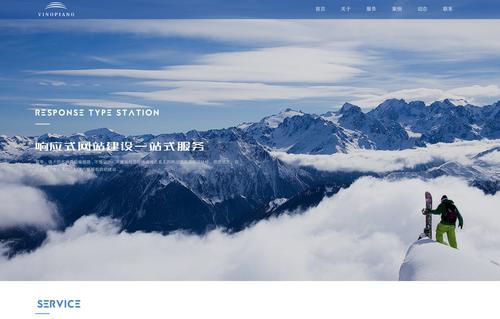 VINOPIANO
首页 关于 服务 案例 动态 联系
RESPONSE TYPE STATION
响应式网站建设一站式服务
SERVICE